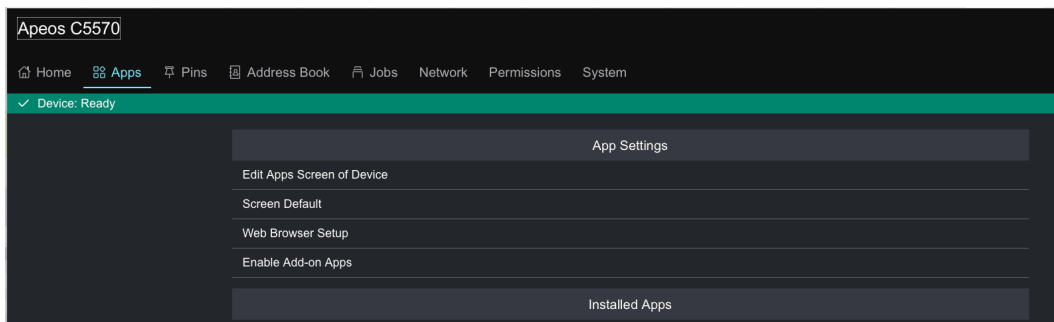 Apeos C5570
Home Apps Pins Address Book Jobs Network Permissions System
Device: Ready
App Settings
Edit Apps Screen of Device
Screen Default
Web Browser Setup
Enable Add-on Apps
Installed Apps